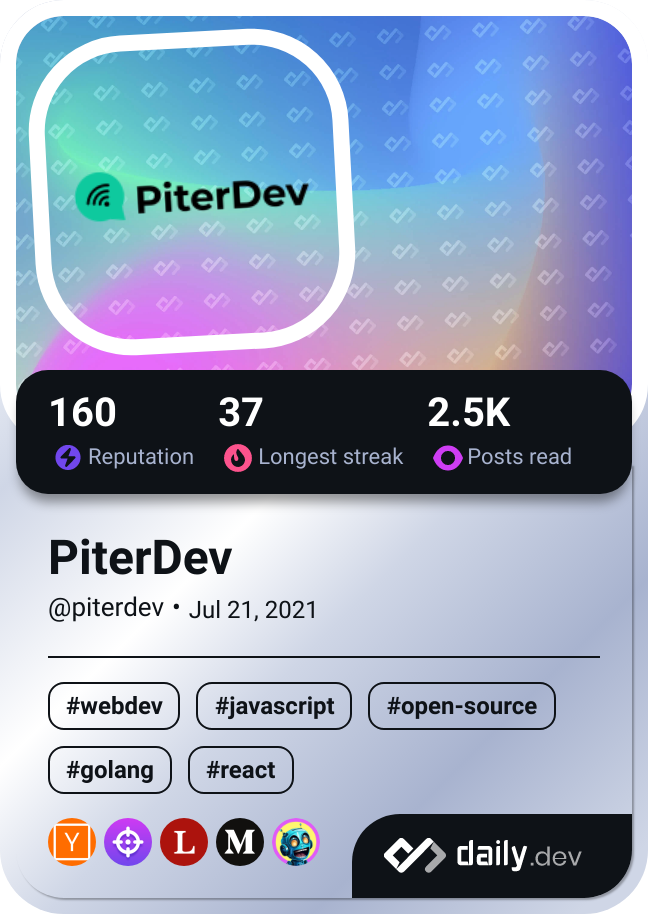 PiterDev
160 37 2.5K
Reputation Longest streak Posts read
PiterDev
@piterdev • Jul 21, 2021
#webdev #javascript #open-source
#golang #react
Y L M daily.dev